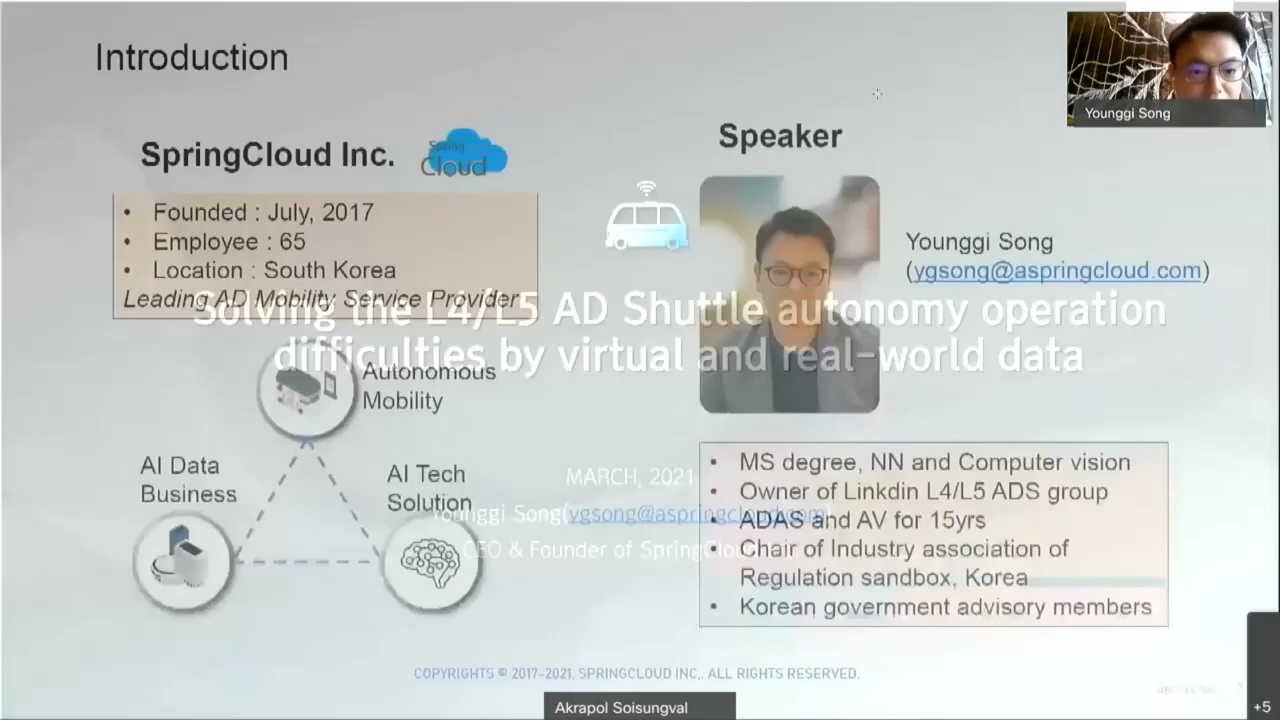 Introduction
Younggi Song
SpringCloud Inc.
Spring
Cloud
• Founded : July, 2017
• Employee : 65
• Location : South Korea
Leading AD Mobility Service Provider
Speaker
Younggi Song
(ygsong@aspringcloud.com)
Solving the L4/L5 AD Shuttle autonomy operation
difficulties by virtual and real-world data
Autonomous
Mobility
AI Data
Business
AI Tech
Solution
MARCH, 2021
Younggi Song(ygsong@aspringcloud.com)
CEO & Founder of SpringCloud
• MS degree, NN and Computer vision
• Owner of Linkdin L4/L5 ADS group
• ADAS and AV for 15yrs
• Chair of Industry association of
Regulation sandbox, Korea
• Korean government advisory members
COPYRIGHTS © 2017-2021, SPRINGCLOUD INC,. ALL RIGHTS RESERVED.
Akrapol Soisungval
+5